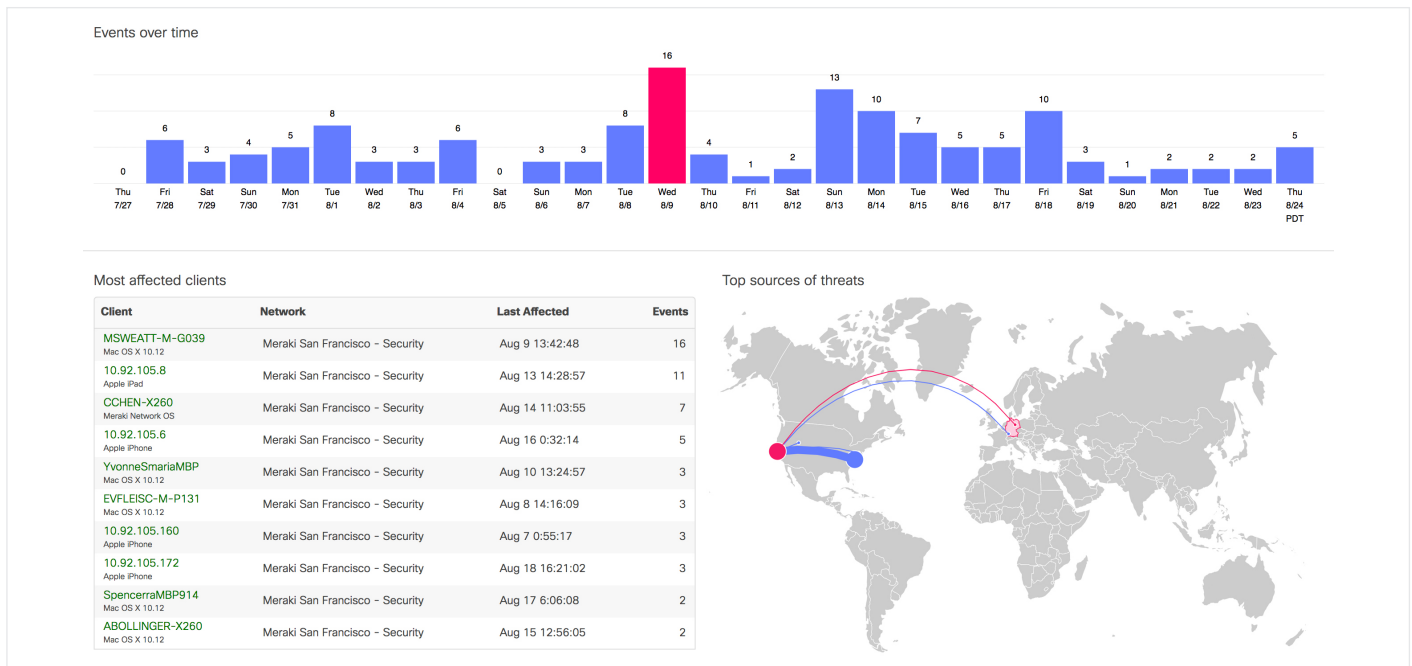 Events over time
16
13
10
10
8
8
7
6
6
5
5
5
5
4
4
3
3
3
3
3
3
2
2
2
2
1
1
0
0
Thu Fri Sat Sun Mon Tue Wed Thu Fri Sat Sun Mon Tue Wed Thu Fri Sat Sun Mon Tue Wed Thu Fri Sat Sun Mon Tue Wed Thu
7/27 7/28 7/29 7/30 7/31 8/1 8/2 8/3 8/4 8/5 8/6 8/7 8/8 8/9 8/10 8/11 8/12 8/13 8/14 8/15 8/16 8/17 8/18 8/19 8/20 8/21 8/22 8/23 8/24
PDT
Most affected clients
Client Network Last Affected Events
MSWEATT-M-G039
Mac OS X 10.12
Meraki San Francisco - Security Aug 9 13:42:48 16
10.92.105.8
Apple iPad
Meraki San Francisco - Security Aug 13 14:28:57 11
CCHEN-X260
Meraki Network OS
Meraki San Francisco - Security Aug 14 11:03:55 7
10.92.105.6
Apple iPhone
Meraki San Francisco - Security Aug 16 0:32:14 5
YvonneSmariaMBP
Mac OS X 10.12
Meraki San Francisco - Security Aug 10 13:24:57 3
EVFLEISC-M-P131
Mac OS X 10.12
Meraki San Francisco - Security Aug 8 14:16:09 3
10.92.105.160
Apple iPhone
Meraki San Francisco - Security Aug 7 0:55:17 3
10.92.105.172
Apple iPhone
Meraki San Francisco - Security Aug 18 16:21:02 3
SpencerraMBP914
Mac OS X 10.12
Meraki San Francisco - Security Aug 17 6:06:08 2
ABOLLINGER-X260
Mac OS X 10.12
Meraki San Francisco - Security Aug 15 12:56:05 2
Top sources of threats